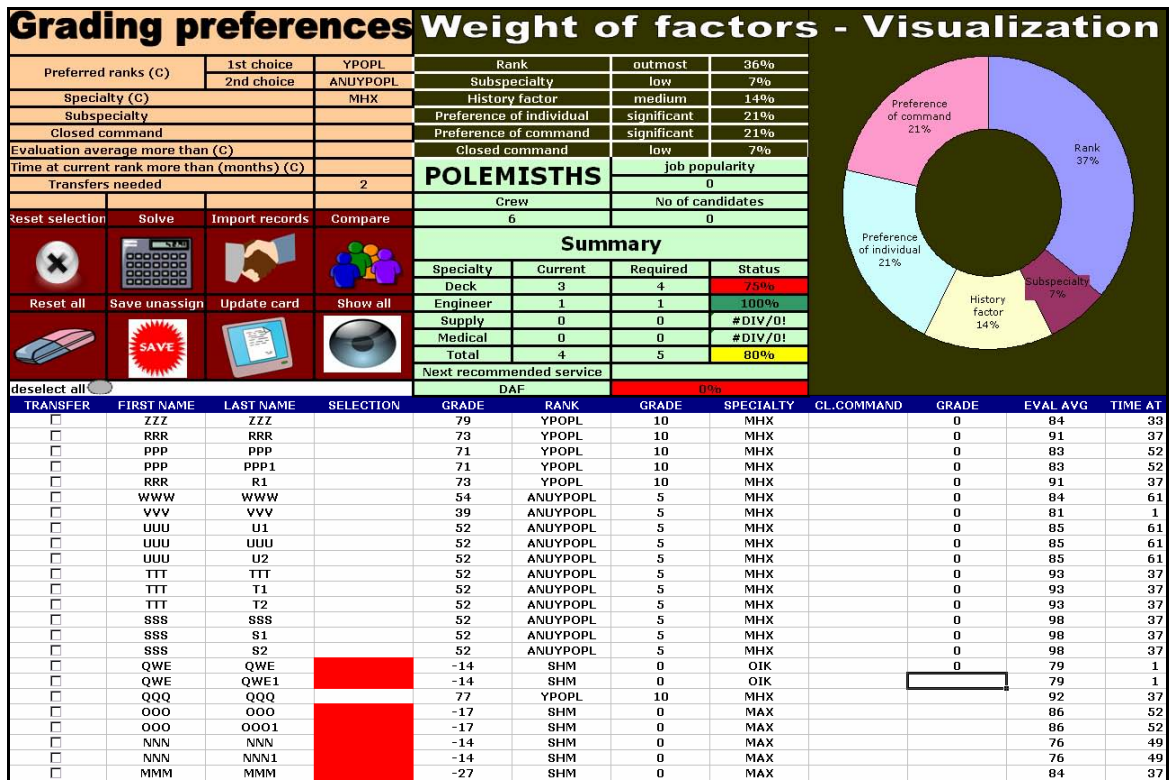 Grading preferences
Weight of factors - Visualization
Preferred ranks (C) 1st choice YPOPL
2nd choice ANUYPOPL
Specialty (C) MHX
Subspecialty
Closed command
Evaluation average more than (C)
Time at current rank more than (months) (C)
Transfers needed 2
Rank outmost 36%
Subspecialty low 7%
History factor medium 14%
Preference of individual significant 21%
Preference of command significant 21%
Closed command low 7%
POLEMISTHS
job popularity
0
Crew No of candidates
6 0
Summary
Specialty Current Required Status
Deck 3 4 75%
Engineer 1 1 100%
Supply 0 0 #DIV/0!
Medical 0 0 #DIV/0!
Total 4 5 80%
Next recommended service
DAF 0%
Reset selection Solve Import records Compare
Reset all Save unassign Update card Show all
SAVE
deselect all
Preference
of command
21%
Rank
37%
Preference
of individual
21%
Subspecialty
7%
History
factor
14%
TRANSFER FIRST NAME LAST NAME SELECTION GRADE RANK GRADE SPECIALTY CL.COMMAND GRADE EVAL AVG TIME AT
ZZZ ZZZ 79 YPOPL 10 MHX 0 84 33
RRR RRR 73 YPOPL 10 MHX 0 91 37
PPP PPP 71 YPOPL 10 MHX 0 83 52
PPP PPP1 71 YPOPL 10 MHX 0 83 52
RRR R1 73 YPOPL 10 MHX 0 91 37
WWW WWW 54 ANUYPOPL 5 MHX 0 84 61
VVV VVV 39 ANUYPOPL 5 MHX 0 81 1
UUU U1 52 ANUYPOPL 5 MHX 0 85 61
UUU UUU 52 ANUYPOPL 5 MHX 0 85 61
UUU U2 52 ANUYPOPL 5 MHX 0 85 61
TTT TTT 52 ANUYPOPL 5 MHX 0 93 37
TTT T1 52 ANUYPOPL 5 MHX 0 93 37
TTT T2 52 ANUYPOPL 5 MHX 0 93 37
SSS SSS 52 ANUYPOPL 5 MHX 0 98 37
SSS S1 52 ANUYPOPL 5 MHX 0 98 37
SSS S2 52 ANUYPOPL 5 MHX 0 98 37
QWE QWE -14 SHM 0 OIK 0 79 1
QWE QWE1 -14 SHM 0 OIK 79 1
QQQ QQQ 77 YPOPL 10 MHX 92 37
OOO OOO -17 SHM 0 MAX 86 52
OOO OOO1 -17 SHM 0 MAX 86 52
NNN NNN -14 SHM 0 MAX 76 49
NNN NNN1 -14 SHM 0 MAX 76 49
MMM MMM -27 SHM 0 MAX 84 37